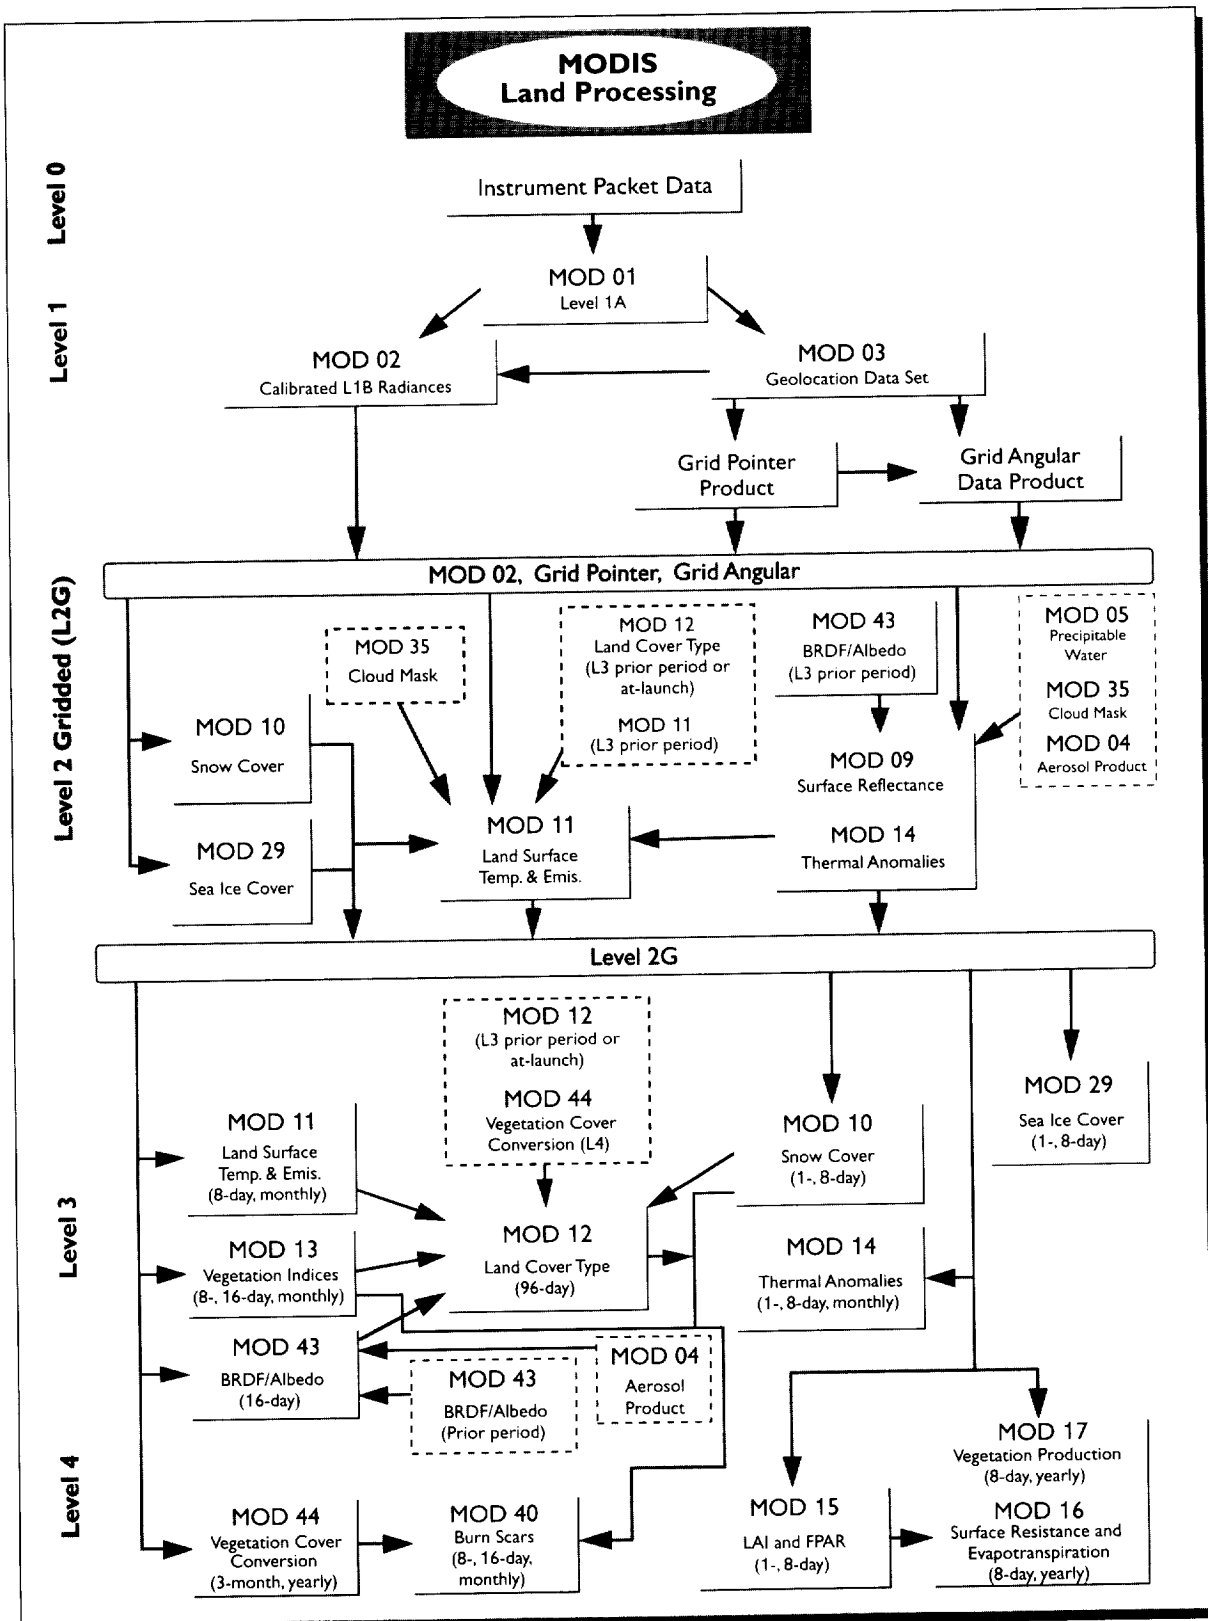 MODIS
Land Processing
Level 0
Instrument Packet Data
Level 1
MOD 01
Level 1A
MOD 02
Calibrated L1B Radiances
MOD 03
Geolocation Data Set
Grid Pointer
Product
Grid Angular
Data Product
Level 2 Gridded (L2G)
MOD 02, Grid Pointer, Grid Angular
MOD 35
Cloud Mask
MOD 12
Land Cover Type
(L3 prior period or
at-launch)
MOD 11
(L3 prior period)
MOD 43
BRDF/Albedo
(L3 prior period)
MOD 05
Precipitable
Water
MOD 35
Cloud Mask
MOD 04
Aerosol Product
MOD 10
Snow Cover
MOD 29
Sea Ice Cover
MOD 11
Land Surface
Temp. & Emis.
MOD 09
Surface Reflectance
MOD 14
Thermal Anomalies
Level 2G
Level 3
MOD 12
(L3 prior period or
at-launch)
MOD 44
Vegetation Cover
Conversion (L4)
MOD 11
Land Surface
Temp. & Emis.
(8-day, monthly)
MOD 10
Snow Cover
(1-, 8-day)
MOD 29
Sea Ice Cover
(1-, 8-day)
MOD 13
Vegetation Indices
(8-, 16-day, monthly)
MOD 12
Land Cover Type
(96-day)
MOD 14
Thermal Anomalies
(1-, 8-day, monthly)
MOD 43
BRDF/Albedo
(16-day)
MOD 43
BRDF/Albedo
(Prior period)
MOD 04
Aerosol
Product
Level 4
MOD 44
Vegetation Cover
Conversion
(3-month, yearly)
MOD 40
Burn Scars
(8-, 16-day,
monthly)
MOD 15
LAI and FPAR
(1-, 8-day)
MOD 17
Vegetation Production
(8-day, yearly)
MOD 16
Surface Resistance and
Evapotranspiration
(8-day, yearly)